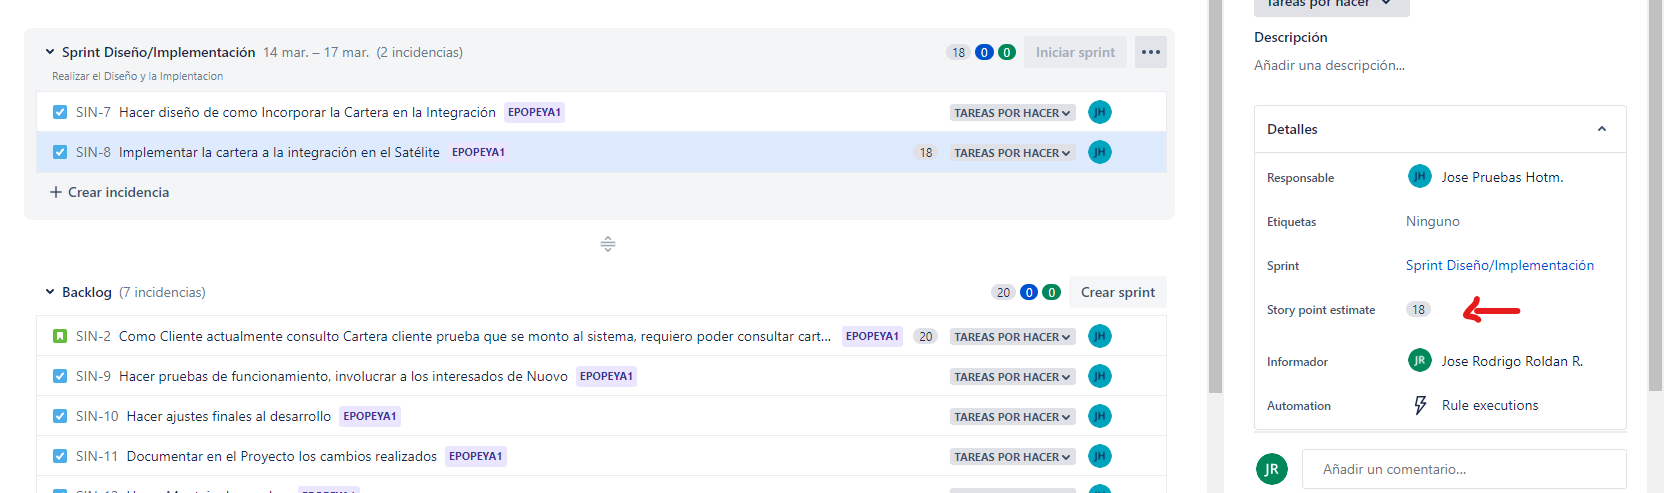 Sprint Diseño/Implementación 14 mar. – 17 mar. (2 incidencias) 18 0 0 Iniciar sprint
Realizar el Diseño y la Implentacion
SIN-7 Hacer diseño de como Incorporar la Cartera en la Integración EPOPEYA1 TAREAS POR HACER JH
SIN-8 Implementar la cartera a la integración en el Satélite EPOPEYA1 18 TAREAS POR HACER JH
+ Crear incidencia
Backlog (7 incidencias) 20 0 0 Crear sprint
SIN-2 Como Cliente actualmente consulto Cartera cliente prueba que se monto al sistema, requiero poder consultar cart... EPOPEYA1 20 TAREAS POR HACER JH
SIN-9 Hacer pruebas de funcionamiento, involucrar a los interesados de Nuovo EPOPEYA1 TAREAS POR HACER JH
SIN-10 Hacer ajustes finales al desarrollo EPOPEYA1 TAREAS POR HACER JH
SIN-11 Documentar en el Proyecto los cambios realizados EPOPEYA1 TAREAS POR HACER JH
Tareas por hacer
Descripción
Añadir una descripción...
Detalles
Responsable JH Jose Pruebas Hotm.
Etiquetas Ninguno
Sprint Sprint Diseño/Implementación
Story point estimate 18
Informador JR Jose Rodrigo Roldan R.
Automation Rule executions
JR Añadir un comentario...